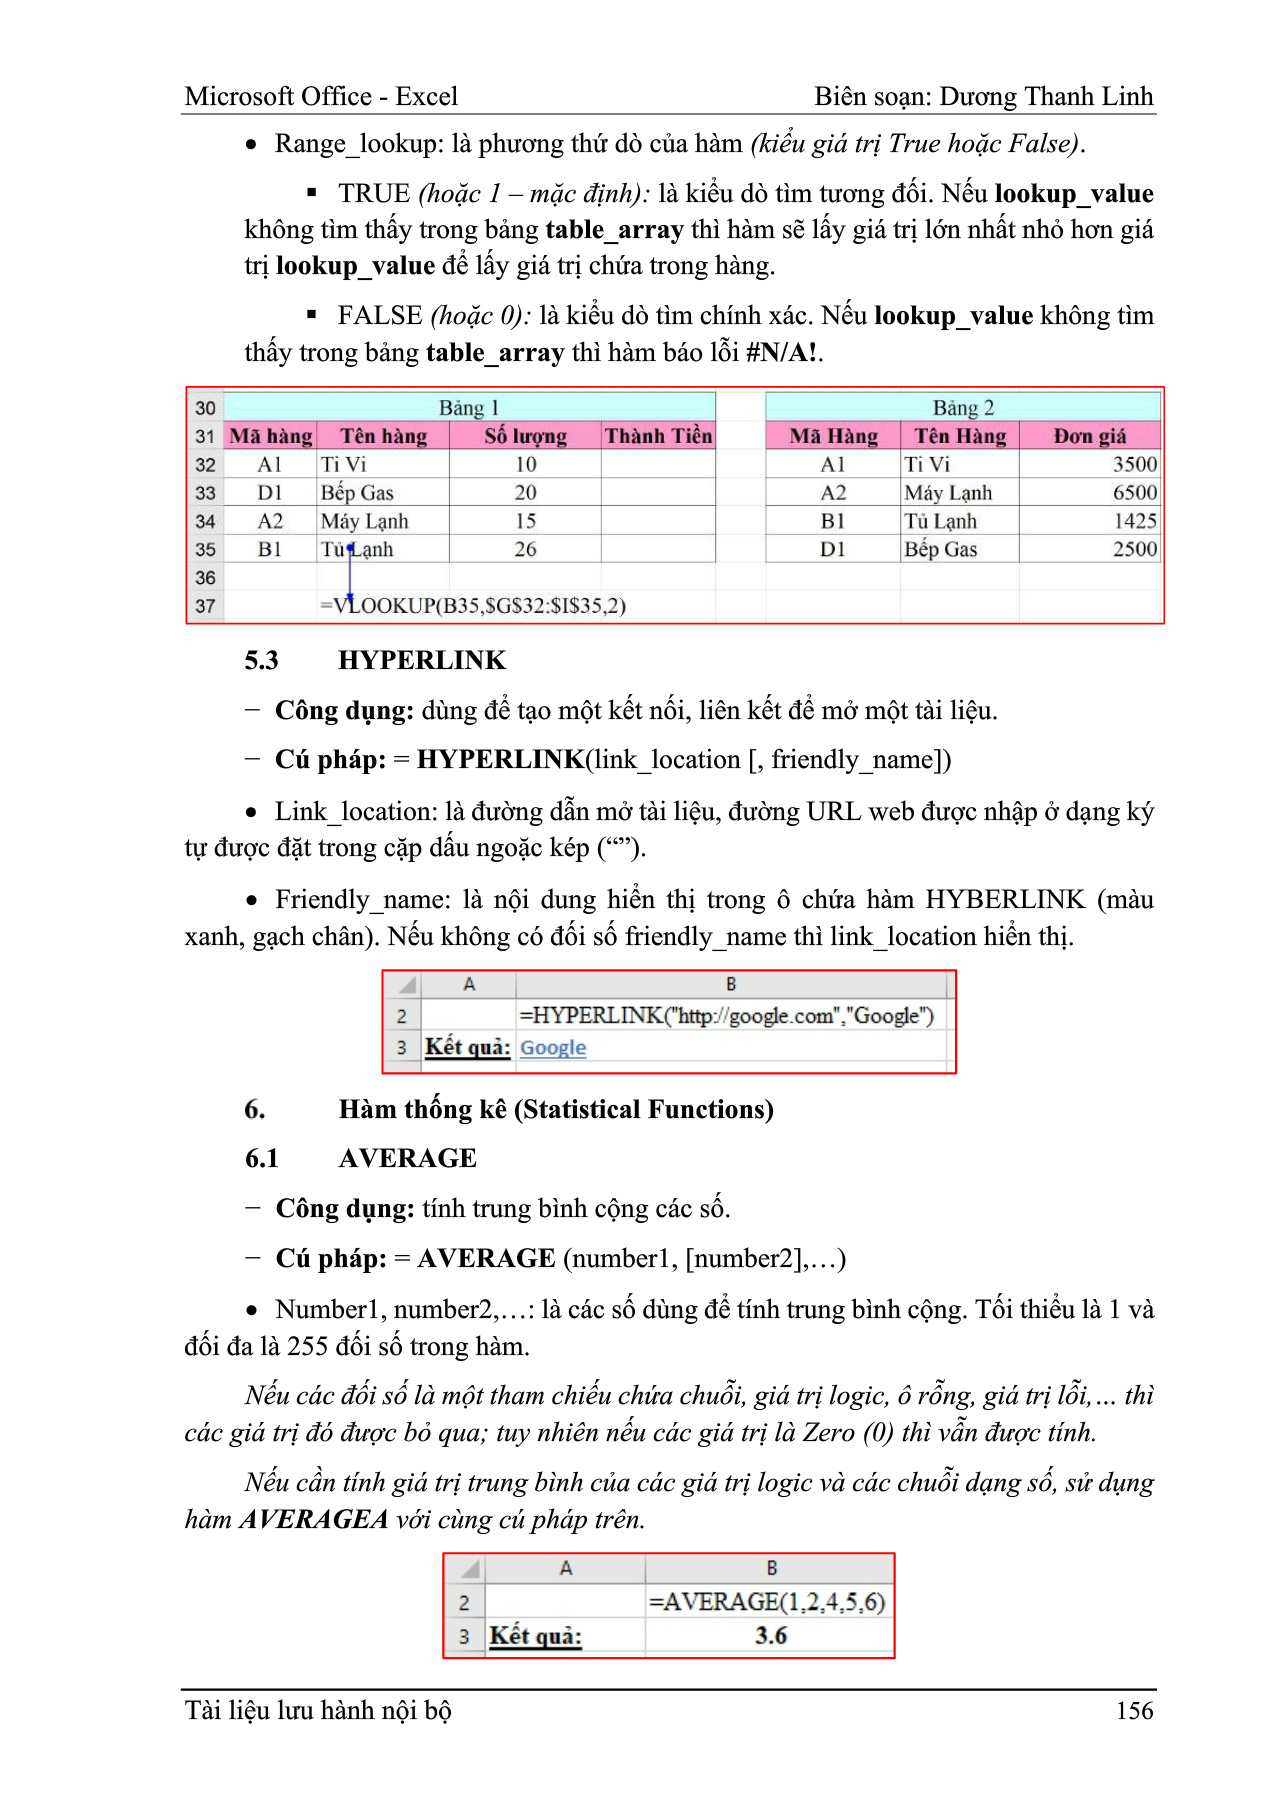 Microsoft Office - Excel Biên soạn: Dương Thanh Linh
• Range_lookup: là phương thứ dò của hàm (kiểu giá trị True hoặc False).
▪ TRUE (hoặc 1 – mặc định): là kiểu dò tìm tương đối. Nếu lookup_value
không tìm thấy trong bảng table_array thì hàm sẽ lấy giá trị lớn nhất nhỏ hơn giá
trị lookup_value để lấy giá trị chứa trong hàng.
▪ FALSE (hoặc 0): là kiểu dò tìm chính xác. Nếu lookup_value không tìm
thấy trong bảng table_array thì hàm báo lỗi #N/A!.
30 Bảng 1 Bảng 2
31 Mã hàng Tên hàng Số lượng Thành Tiền Mã Hàng Tên Hàng Đơn giá
32 A1 Ti Vi 10 A1 Ti Vi 3500
33 D1 Bếp Gas 20 A2 Máy Lạnh 6500
34 A2 Máy Lạnh 15 B1 Tủ Lạnh 1425
35 B1 Tủ Lạnh 26 D1 Bếp Gas 2500
36
37 =VLOOKUP(B35,$G$32:$I$35,2)
5.3 HYPERLINK
− Công dụng: dùng để tạo một kết nối, liên kết để mở một tài liệu.
− Cú pháp: = HYPERLINK(link_location [, friendly_name])
• Link_location: là đường dẫn mở tài liệu, đường URL web được nhập ở dạng ký
tự được đặt trong cặp dấu ngoặc kép (“”).
• Friendly_name: là nội dung hiển thị trong ô chứa hàm HYBERLINK (màu
xanh, gạch chân). Nếu không có đối số friendly_name thì link_location hiển thị.
A B
2 =HYPERLINK("http://google.com","Google")
3 Kết quả: Google
6. Hàm thống kê (Statistical Functions)
6.1 AVERAGE
− Công dụng: tính trung bình cộng các số.
− Cú pháp: = AVERAGE (number1, [number2],…)
• Number1, number2,…: là các số dùng để tính trung bình cộng. Tối thiểu là 1 và
đối đa là 255 đối số trong hàm.
Nếu các đối số là một tham chiếu chứa chuỗi, giá trị logic, ô rỗng, giá trị lỗi,… thì
các giá trị đó được bỏ qua; tuy nhiên nếu các giá trị là Zero (0) thì vẫn được tính.
Nếu cần tính giá trị trung bình của các giá trị logic và các chuỗi dạng số, sử dụng
hàm AVERAGEA với cùng cú pháp trên.
A B
2 =AVERAGE(1,2,4,5,6)
3 Kết quả: 3.6
Tài liệu lưu hành nội bộ 156